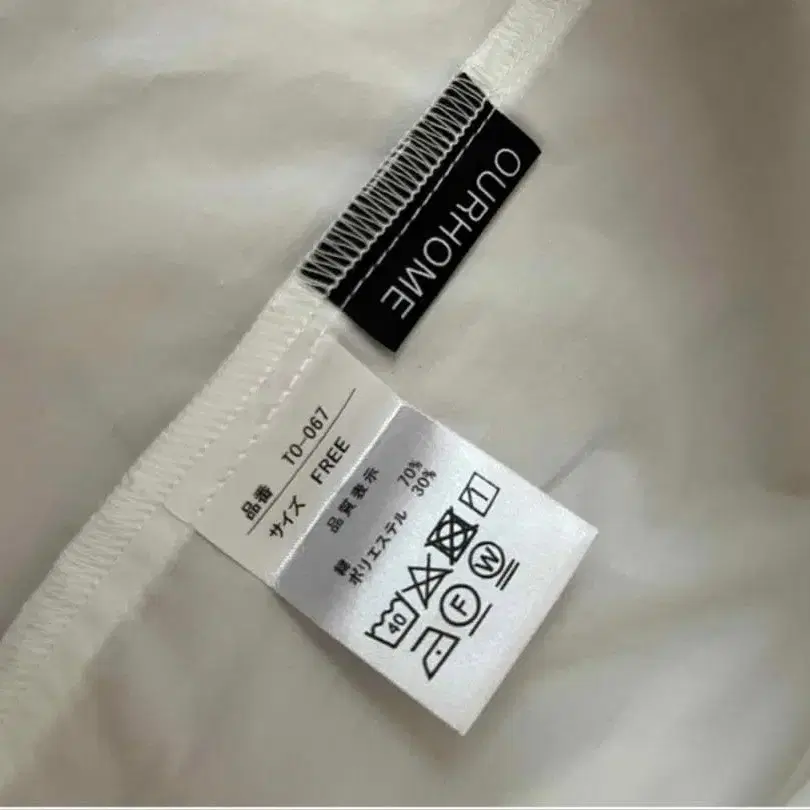 OURHOME
品番 TO-067
サイズ FREE
品質表示
綿 70%
ポリエステル 30%
40
F
W